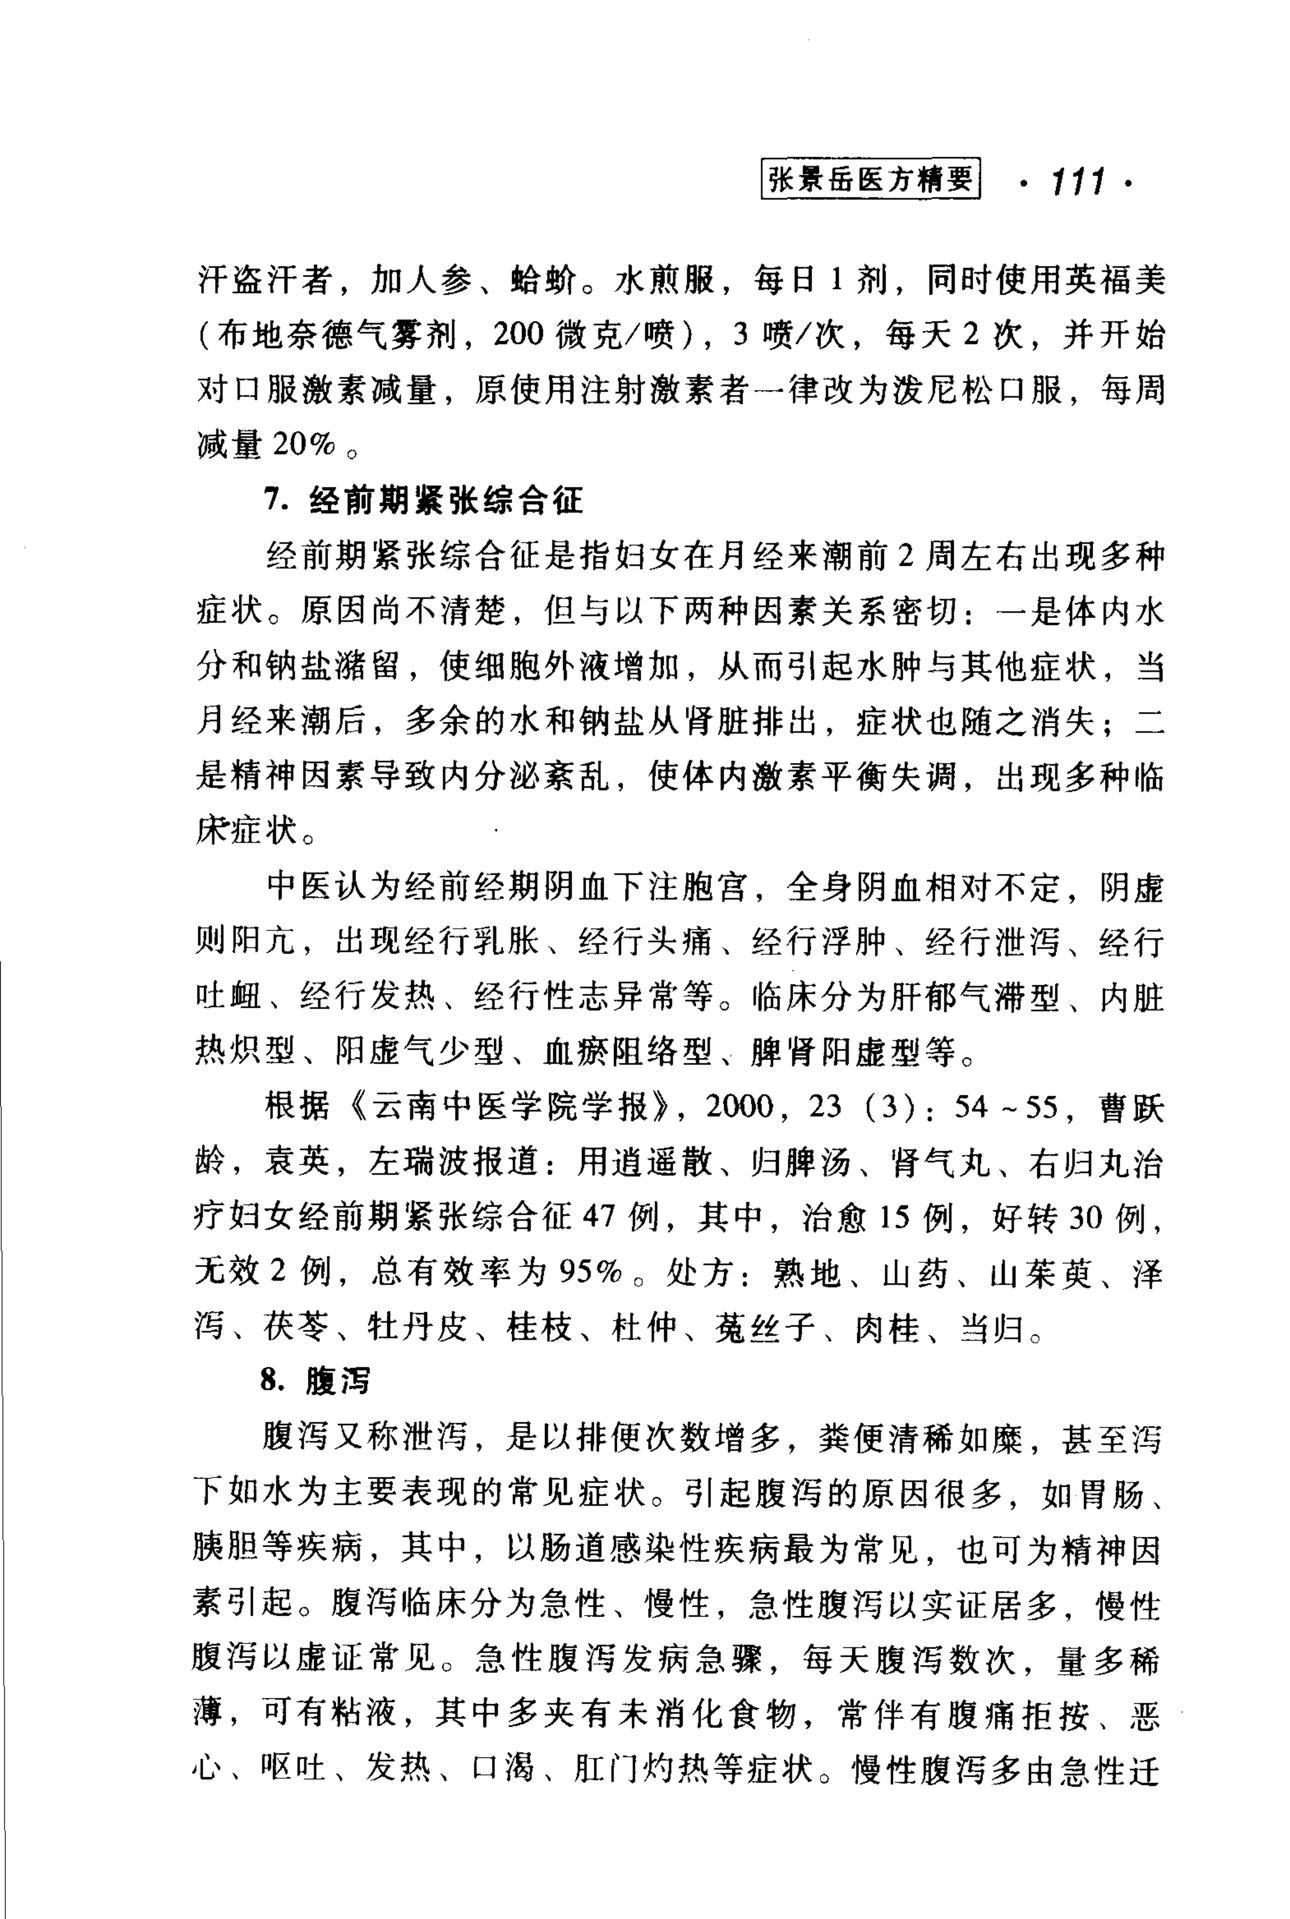 张景岳医方精要 · 111 ·
汗盗汗者，加人参、蛤蚧。水煎服，每日 1 剂，同时使用英福美
(布地奈德气雾剂，200 微克/喷)，3 喷/次，每天 2 次，并开始
对口服激素减量，原使用注射激素者一律改为泼尼松口服，每周
减量 20%。
7. 经前期紧张综合征
经前期紧张综合征是指妇女在月经来潮前 2 周左右出现多种
症状。原因尚不清楚，但与以下两种因素关系密切：一是体内水
分和钠盐潴留，使细胞外液增加，从而引起水肿与其他症状，当
月经来潮后，多余的水和钠盐从肾脏排出，症状也随之消失；二
是精神因素导致内分泌紊乱，使体内激素平衡失调，出现多种临
床症状。
中医认为经前经期阴血下注胞宫，全身阴血相对不定，阴虚
则阳亢，出现经行乳胀、经行头痛、经行浮肿、经行泄泻、经行
吐衄、经行发热、经行性志异常等。临床分为肝郁气滞型、内脏
热炽型、阳虚气少型、血瘀阻络型、脾肾阳虚型等。
根据《云南中医学院学报》，2000，23 (3)：54 ~ 55，曹跃
龄，袁英，左瑞波报道：用逍遥散、归脾汤、肾气丸、右归丸治
疗妇女经前期紧张综合征 47 例，其中，治愈 15 例，好转 30 例，
无效 2 例，总有效率为 95%。处方：熟地、山药、山茱萸、泽
泻、茯苓、牡丹皮、桂枝、杜仲、菟丝子、肉桂、当归。
8. 腹泻
腹泻又称泄泻，是以排便次数增多，粪便清稀如糜，甚至泻
下如水为主要表现的常见症状。引起腹泻的原因很多，如胃肠、
胰胆等疾病，其中，以肠道感染性疾病最为常见，也可为精神因
素引起。腹泻临床分为急性、慢性，急性腹泻以实证居多，慢性
腹泻以虚证常见。急性腹泻发病急骤，每天腹泻数次，量多稀
薄，可有粘液，其中多夹有未消化食物，常伴有腹痛拒按、恶
心、呕吐、发热、口渴、肛门灼热等症状。慢性腹泻多由急性迁